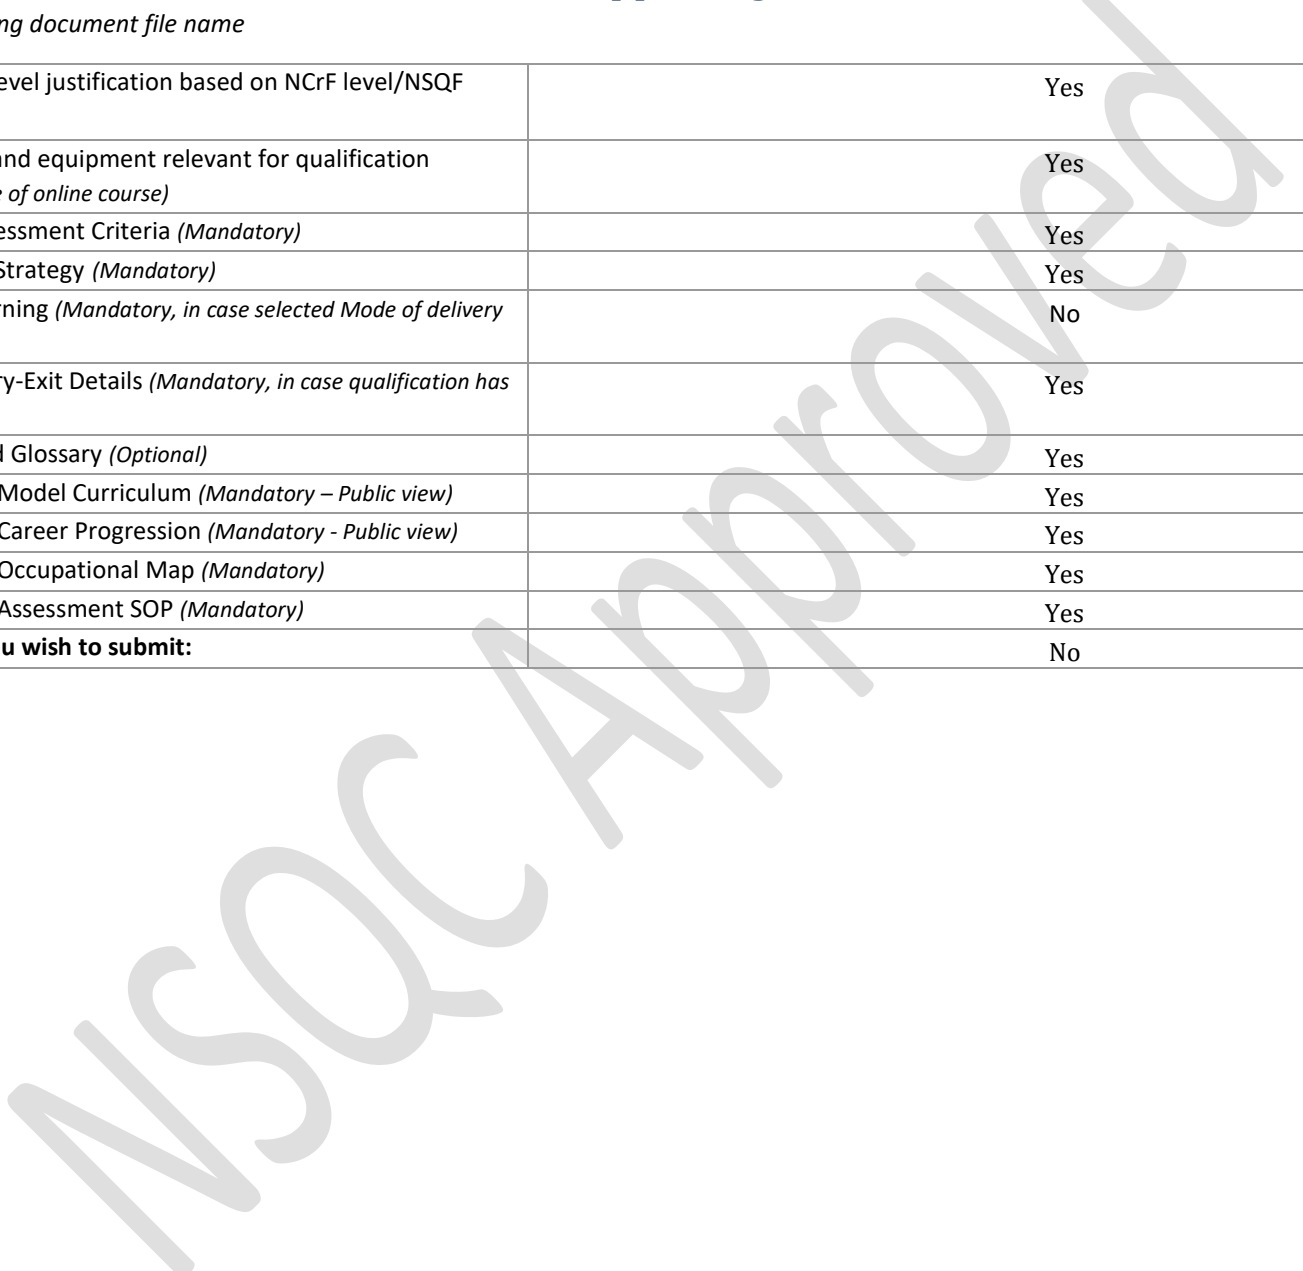 ng document file name
evel justification based on NCrF level/NSQF Yes
and equipment relevant for qualification Yes
e of online course)
essment Criteria (Mandatory) Yes
Strategy (Mandatory) Yes
rning (Mandatory, in case selected Mode of delivery No
ry-Exit Details (Mandatory, in case qualification has Yes
d Glossary (Optional) Yes
Model Curriculum (Mandatory – Public view) Yes
Career Progression (Mandatory - Public view) Yes
Occupational Map (Mandatory) Yes
Assessment SOP (Mandatory) Yes
u wish to submit: No
NSQC Approved